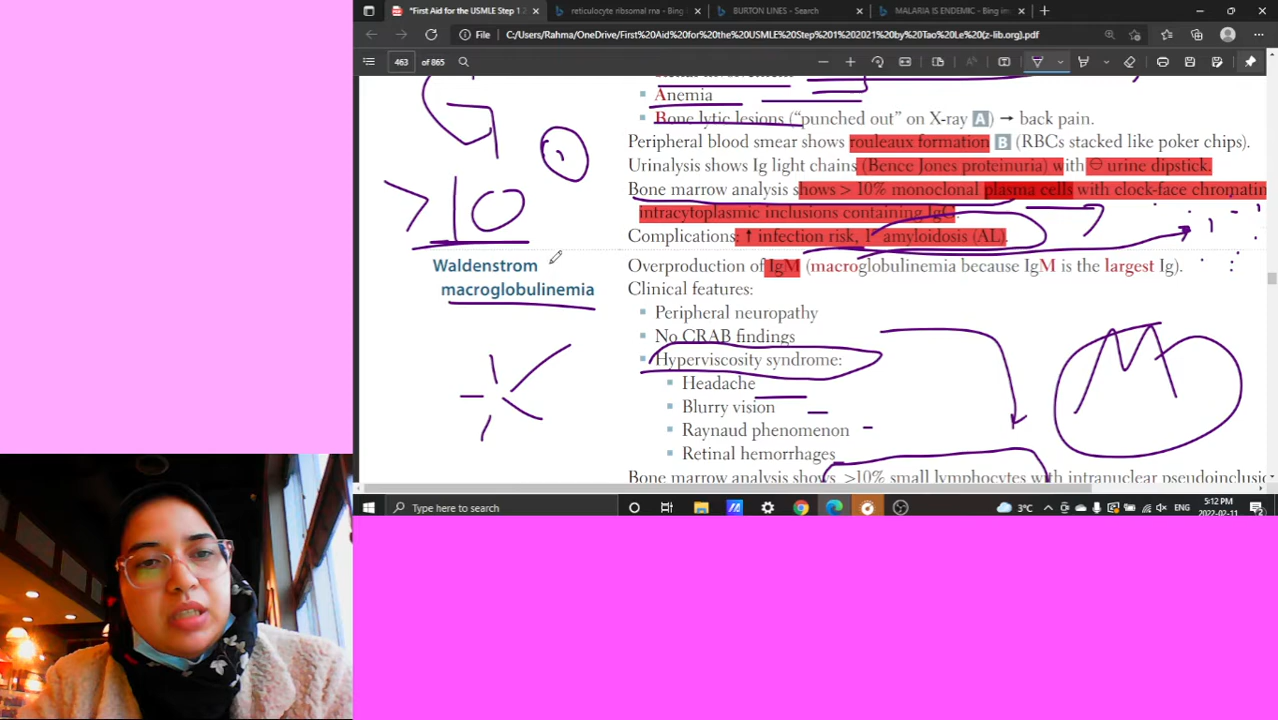 "First Aid for the USMLE Step 1
reticulocyte ribosomal rna - Bing
BURTON LINES - Search
MALARIA IS ENDEMIC - Bing im
File
C:/Users/Rahma/OneDrive/First%20Aid%20for%20the%20USMLE%20Step%201%202021%20by%20Tao%20Le%20(z-lib.org).pdf
463 of 865
Anemia
Bone lytic lesions ("punched out" on X-ray A) → back pain.
Peripheral blood smear shows rouleaux formation B (RBCs stacked like poker chips).
Urinalysis shows Ig light chains (Bence Jones proteinuria) with ⊖ urine dipstick.
>10
Bone marrow analysis shows > 10% monoclonal plasma cells with clock-face chromatin
intracytoplasmic inclusions containing IgG.
Complications: ↑ infection risk, 1° amyloidosis (AL).
Waldenstrom
macroglobulinemia
Overproduction of IgM (macroglobulinemia because IgM is the largest Ig).
Clinical features:
Peripheral neuropathy
No CRAB findings
Hyperviscosity syndrome:
Headache
Blurry vision
Raynaud phenomenon
Retinal hemorrhages
M
Bone marrow analysis shows >10% small lymphocytes with intranuclear pseudoinclusio
Type here to search
3°C
ENG
5:12 PM
2022-02-11